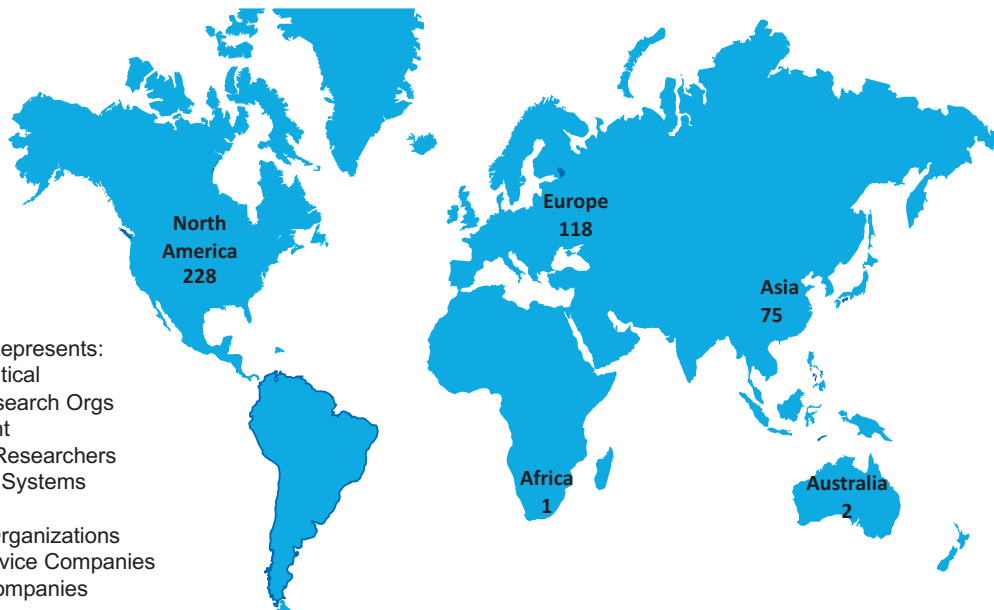 North
America
228
Europe
118
Asia
75
Africa
1
Australia
2
epresents:
tical
search Orgs
nt
Researchers
Systems
Organizations
vice Companies
ompanies